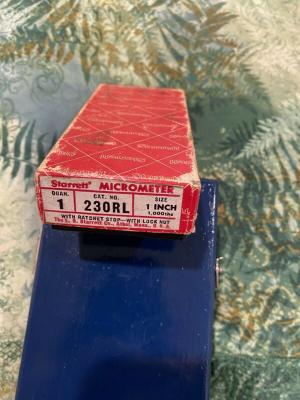 Starrett® MICROMETER
QUAN. CAT. NO. SIZE
1 230RL 1 INCH
1,000ths
WITH RATCHET STOP—WITH LOCK NUT
The L. S. Starrett Co., Athol, Mass., U. S. A.